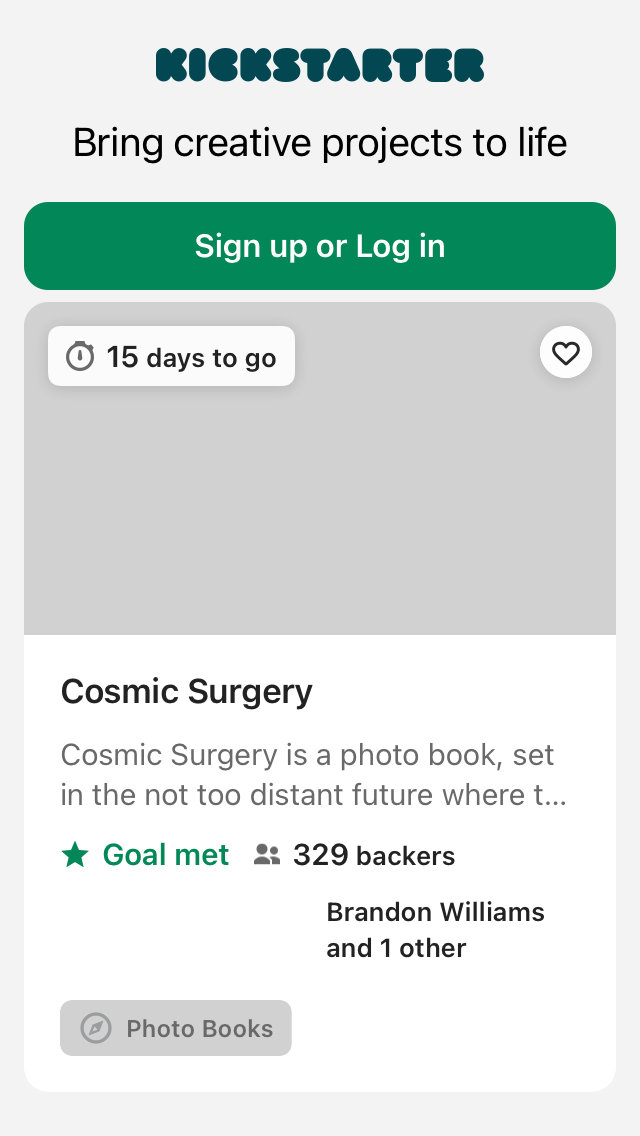 KICKSTARTER
Bring creative projects to life
Sign up or Log in
15 days to go
Cosmic Surgery
Cosmic Surgery is a photo book, set
in the not too distant future where t...
Goal met 329 backers
Brandon Williams
and 1 other
Photo Books